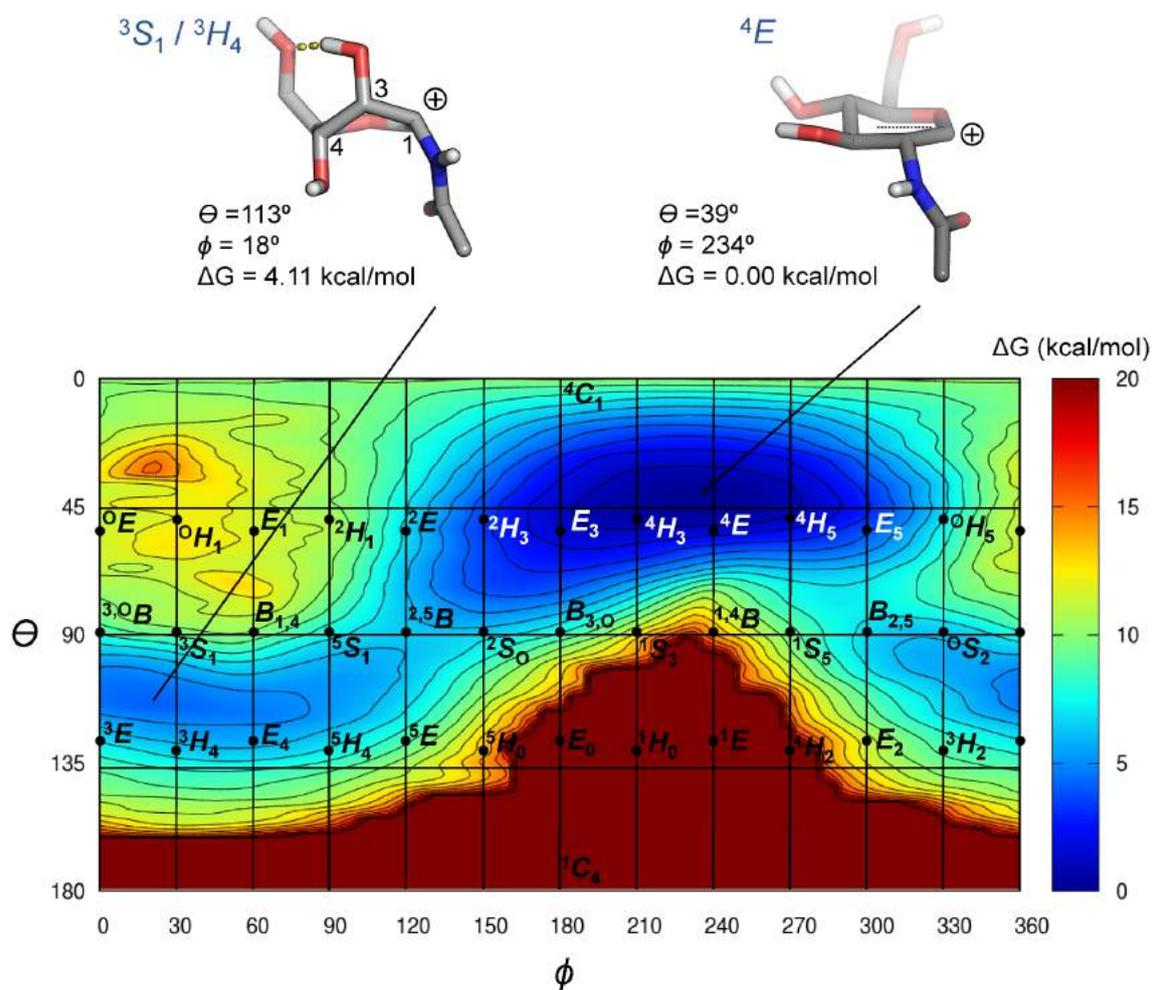 ³S₁ / ³H₄
⁴E
3
⊕
4
1
⊕
Θ =113º
ϕ = 18º
ΔG = 4.11 kcal/mol
Θ =39º
ϕ = 234º
ΔG = 0.00 kcal/mol
ΔG (kcal/mol)
0
⁴C₁
20
45
ᴼE
ᴼH₁
E₁
²H₁
²E
²H₃
E₃
⁴H₃
⁴E
⁴H₅
E₅
ᴼH₅
15
Θ
90
³,ᴼB
³S₁
B₁,₄
⁵S₁
²,⁵B
²Sₒ
B₃,ₒ
¹S₃
¹,⁴B
¹S₅
B₂,₅
ᴼS₂
10
135
³E
³H₄
E₄
⁵H₄
⁵E
⁵H₀
E₀
¹H₀
¹E
¹H₂
E₂
³H₂
5
180
¹C₄
0
0 30 60 90 120 150 180 210 240 270 300 330 360
ϕ